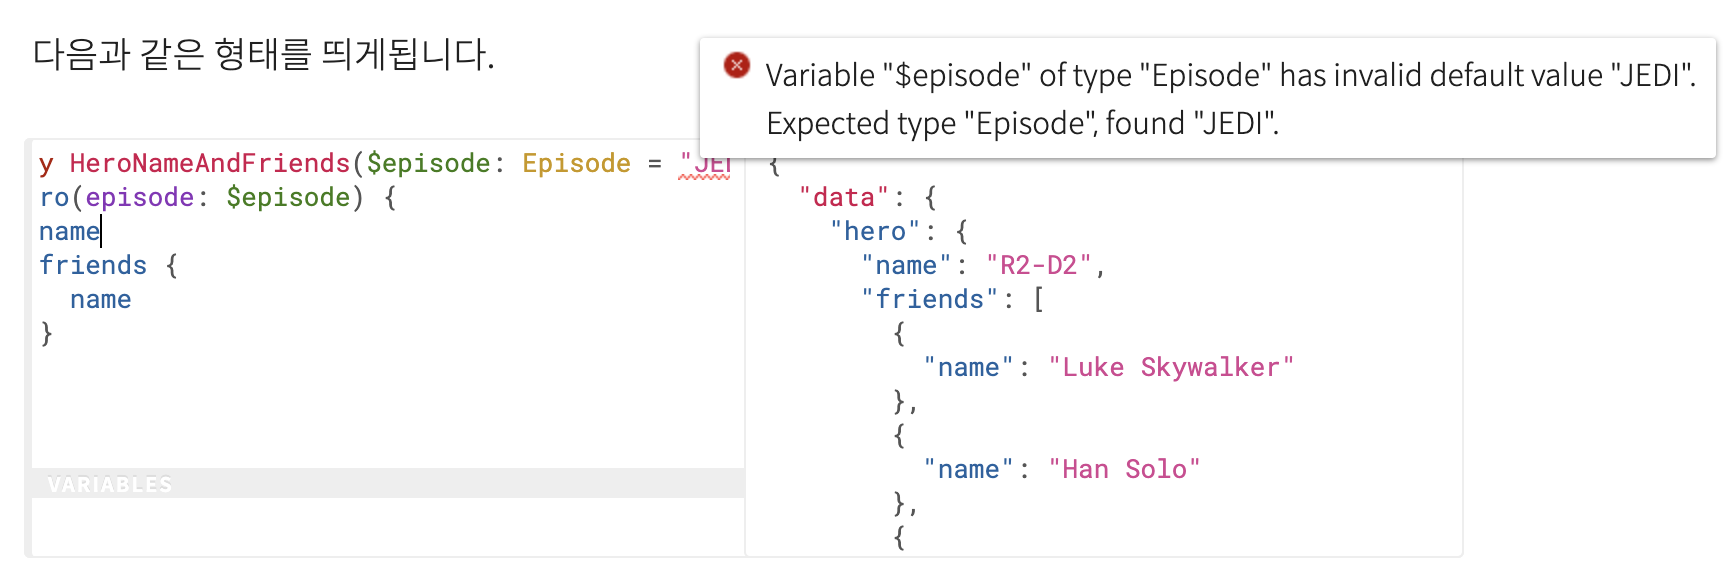 다음과 같은 형태를 띄게됩니다.
Variable "$episode" of type "Episode" has invalid default value "JEDI".
Expected type "Episode", found "JEDI".
y HeroNameAndFriends($episode: Episode = "JEI
ro(episode: $episode) {
name
friends {
name
}
VARIABLES
{
"data": {
"hero": {
"name": "R2-D2",
"friends": [
{
"name": "Luke Skywalker"
},
{
"name": "Han Solo"
},
{